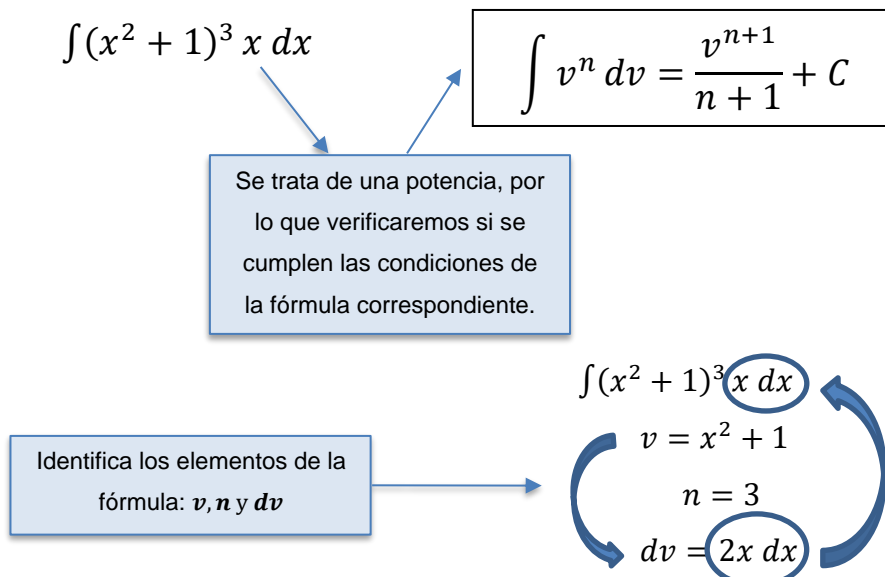 ∫(x² + 1)³ x dx
∫ vⁿ dv = vⁿ⁺¹/(n + 1) + C
Se trata de una potencia, por
lo que verificaremos si se
cumplen las condiciones de
la fórmula correspondiente.
∫(x² + 1)³ x dx
v = x² + 1
Identifica los elementos de la
fórmula: v, n y dv
n = 3
dv = 2x dx